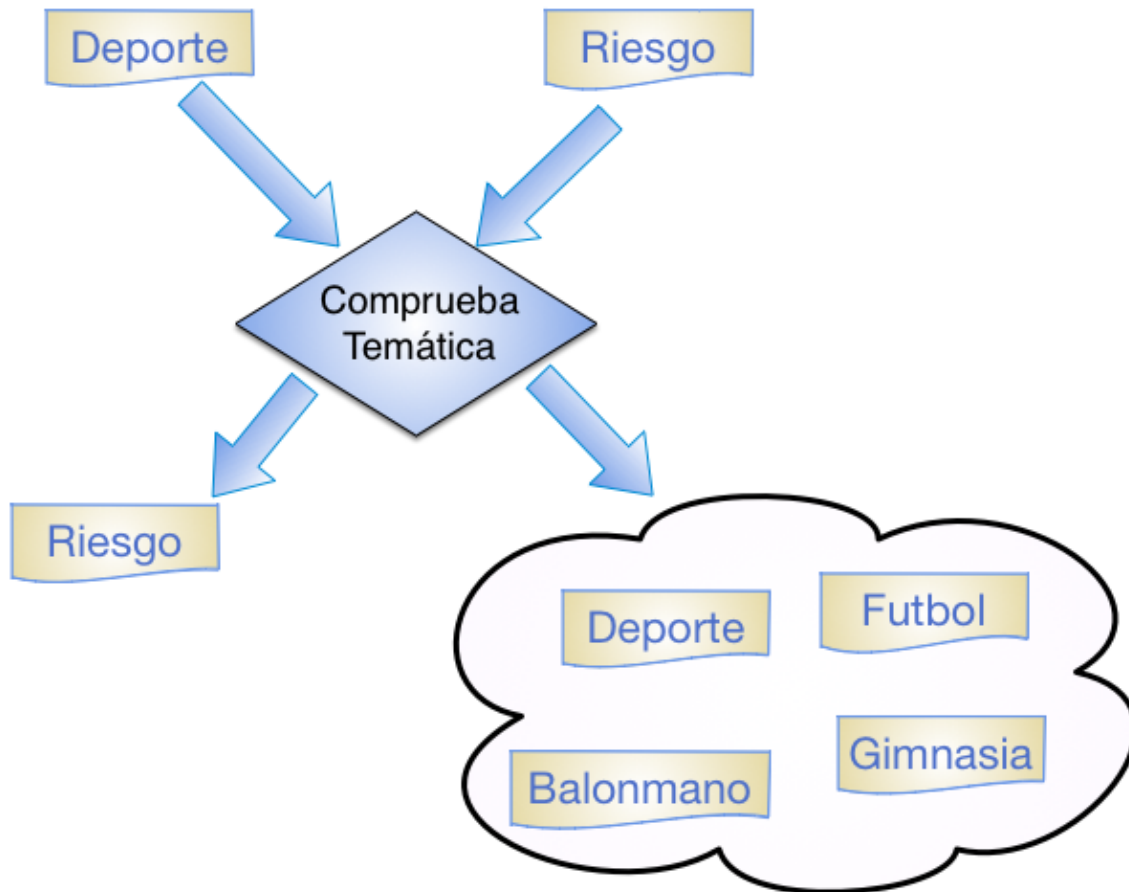 Deporte
Riesgo
Comprueba
Temática
Riesgo
Deporte
Futbol
Balonmano
Gimnasia